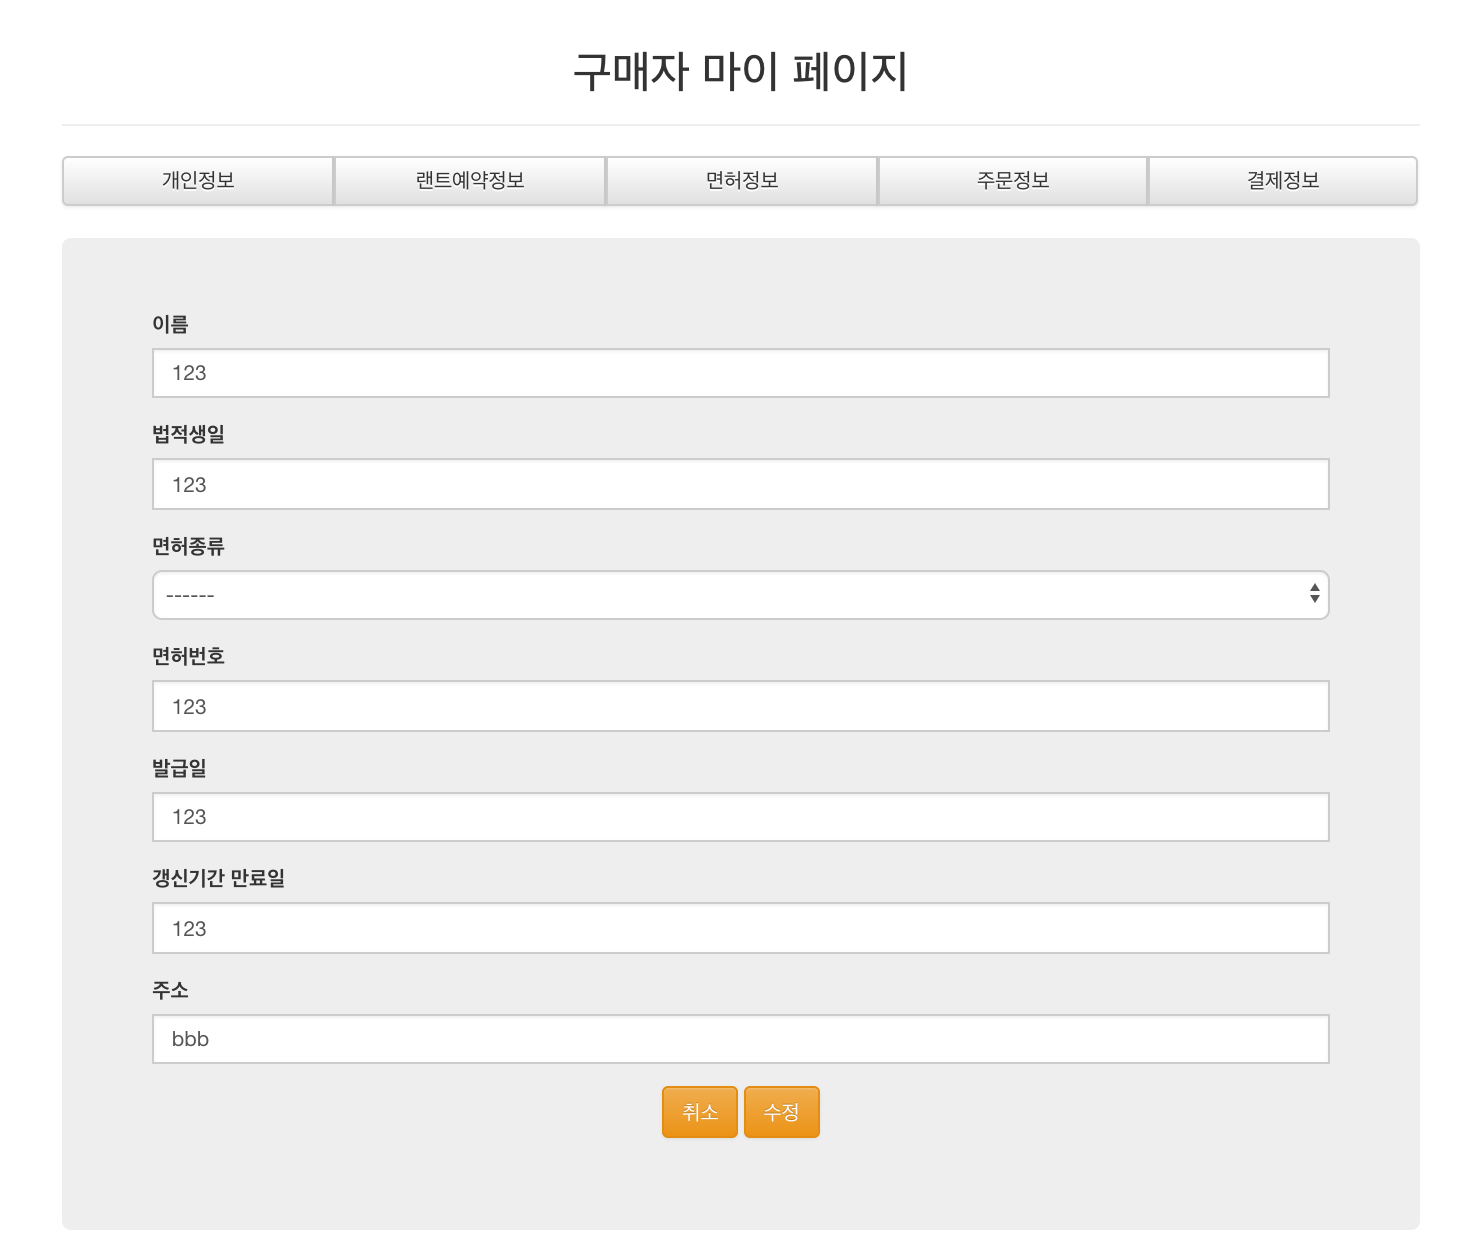 구매자 마이 페이지
개인정보 랜트예약정보 면허정보 주문정보 결제정보
이름
123
법적생일
123
면허종류
------
면허번호
123
발급일
123
갱신기간 만료일
123
주소
bbb
취소 수정